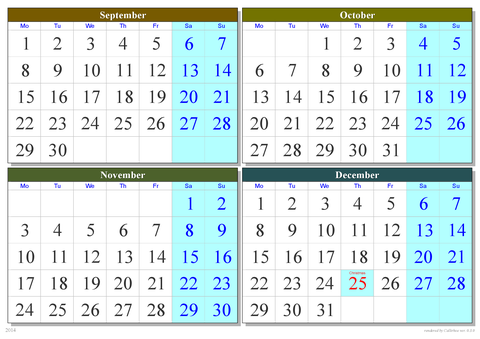 September
Mo Tu We Th Fr Sa Su
1 2 3 4 5 6 7
8 9 10 11 12 13 14
15 16 17 18 19 20 21
22 23 24 25 26 27 28
29 30
October
Mo Tu We Th Fr Sa Su
1 2 3 4 5
6 7 8 9 10 11 12
13 14 15 16 17 18 19
20 21 22 23 24 25 26
27 28 29 30 31
November
Mo Tu We Th Fr Sa Su
1 2
3 4 5 6 7 8 9
10 11 12 13 14 15 16
17 18 19 20 21 22 23
24 25 26 27 28 29 30
December
Mo Tu We Th Fr Sa Su
1 2 3 4 5 6 7
8 9 10 11 12 13 14
15 16 17 18 19 20 21
Christmas
22 23 24 25 26 27 28
29 30 31
2014